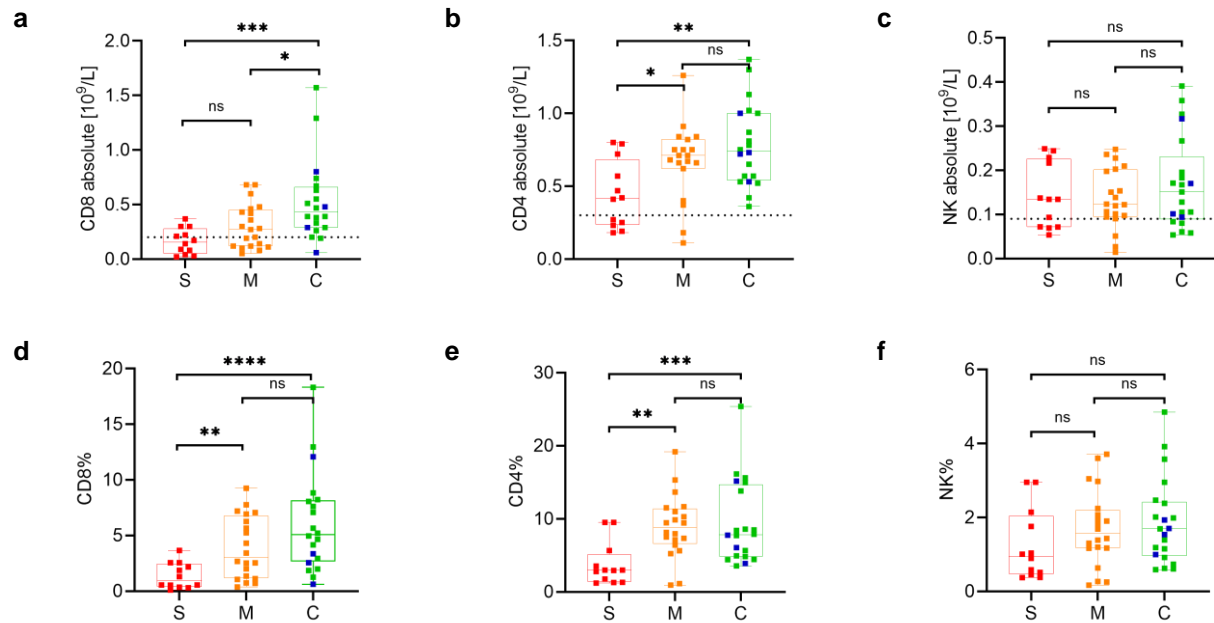 a
CD8 absolute [10⁹/L]
2.0
1.5
1.0
0.5
0.0
***
*
ns
S M C
b
CD4 absolute [10⁹/L]
1.5
1.0
0.5
0.0
**
ns
*
S M C
c
NK absolute [10⁹/L]
0.5
0.4
0.3
0.2
0.1
0.0
ns
ns
ns
S M C
d
CD8%
20
15
10
5
0
****
ns
**
S M C
e
CD4%
30
20
10
0
***
ns
**
S M C
f
NK%
6
4
2
0
ns
ns
ns
S M C